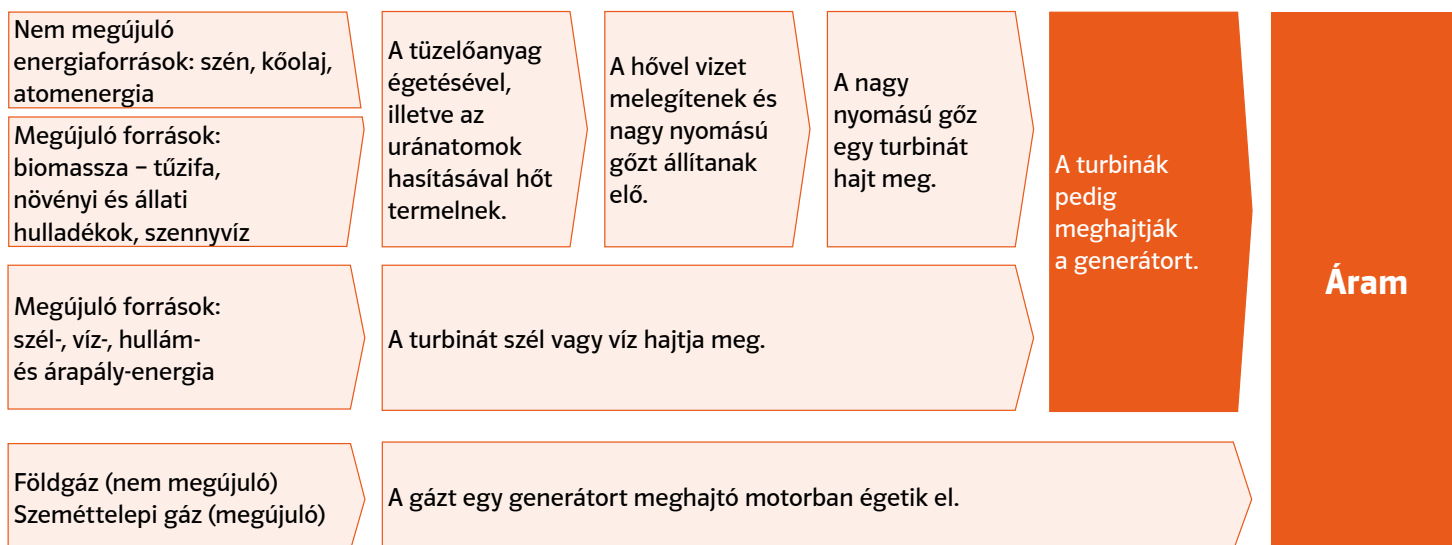 Nem megújuló
energiaforrások: szén, kőolaj,
atomenergia
Megújuló források:
biomassza – tűzifa,
növényi és állati
hulladékok, szennyvíz
A tüzelőanyag
égetésével,
illetve az
uránatomok
hasításával hőt
termelnek.
A hővel vizet
melegítenek és
nagy nyomású
gőzt állítanak
elő.
A nagy
nyomású gőz
egy turbinát
hajt meg.
Megújuló források:
szél-, víz-, hullám-
és árapály-energia
A turbinát szél vagy víz hajtja meg.
A turbinák
pedig
meghajtják
a generátort.
Földgáz (nem megújuló)
Szeméttelepi gáz (megújuló)
A gázt egy generátort meghajtó motorban égetik el.
Áram